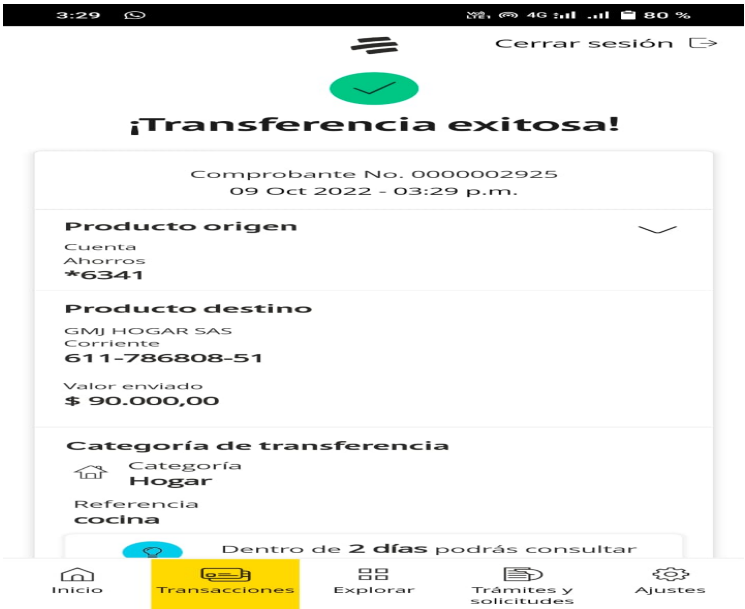 3:29 4G 80 %
Cerrar sesión
¡Transferencia exitosa!
Comprobante No. 0000002925
09 Oct 2022 - 03:29 p.m.
Producto origen
Cuenta
Ahorros
*6341
Producto destino
GMJ HOGAR SAS
Corriente
611-786808-51
Valor enviado
$ 90.000,00
Categoría de transferencia
Categoría
Hogar
Referencia
cocina
Dentro de 2 días podrás consultar
Inicio Transacciones Explorar Trámites y solicitudes Ajustes